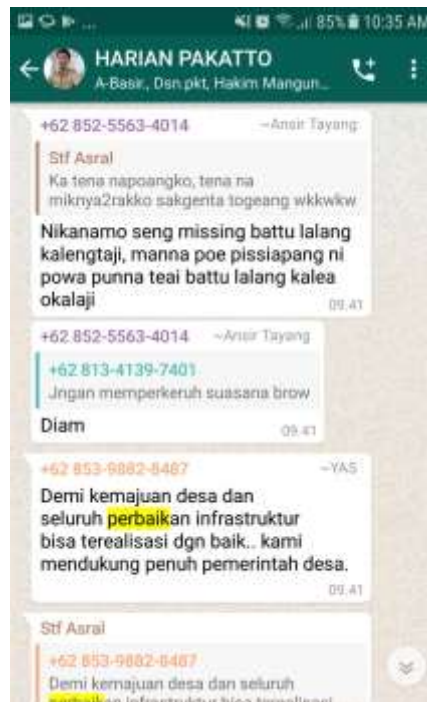 85% 10:35 AM
HARIAN PAKATTO
A-Basir, Dsn.pkt, Hakim Mangun...
+62 852-5563-4014 ~Ansir Tayang
Stf Asral
Ka tena napoangko, tena na
miknya2rakko sakgenta togeang wkkwkw
Nikanamo seng missing battu lalang
kalengtaji, manna poe pissiapang ni
powa punna teai battu lalang kalea
okalaji
09.41
+62 852-5563-4014 ~Ansir Tayang
+62 813-4139-7401
Jngan memperkeruh suasana brow
Diam
09.41
+62 853-9882-8487 ~YAS
Demi kemajuan desa dan
seluruh perbaikan infrastruktur
bisa terealisasi dgn baik.. kami
mendukung penuh pemerintah desa.
09.41
Stf Asral
+62 853-9882-8487
Demi kemajuan desa dan seluruh
perbaikan infrastruktur bisa terealisasi